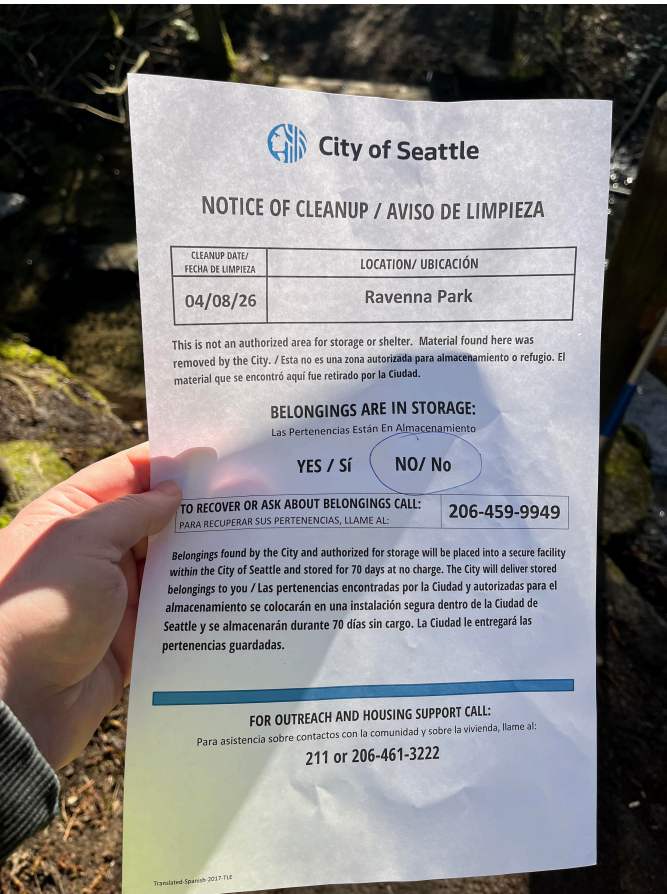 City of Seattle
NOTICE OF CLEANUP / AVISO DE LIMPIEZA
CLEANUP DATE/
FECHA DE LIMPIEZA
LOCATION/ UBICACIÓN
04/08/26
Ravenna Park
This is not an authorized area for storage or shelter. Material found here was
removed by the City. / Esta no es una zona autorizada para almacenamiento o refugio. El
material que se encontró aquí fue retirado por la Ciudad.
BELONGINGS ARE IN STORAGE:
Las Pertenencias Están En Almacenamiento
YES / Sí NO/ No
TO RECOVER OR ASK ABOUT BELONGINGS CALL:
PARA RECUPERAR SUS PERTENENCIAS, LLAME AL:
206-459-9949
Belongings found by the City and authorized for storage will be placed into a secure facility
within the City of Seattle and stored for 70 days at no charge. The City will deliver stored
belongings to you / Las pertenencias encontradas por la Ciudad y autorizadas para el
almacenamiento se colocarán en una instalación segura dentro de la Ciudad de
Seattle y se almacenarán durante 70 días sin cargo. La Ciudad le entregará las
pertenencias guardadas.
FOR OUTREACH AND HOUSING SUPPORT CALL:
Para asistencia sobre contactos con la comunidad y sobre la vivienda, llame al:
211 or 206-461-3222
Translated-Spanish-2017-TLE